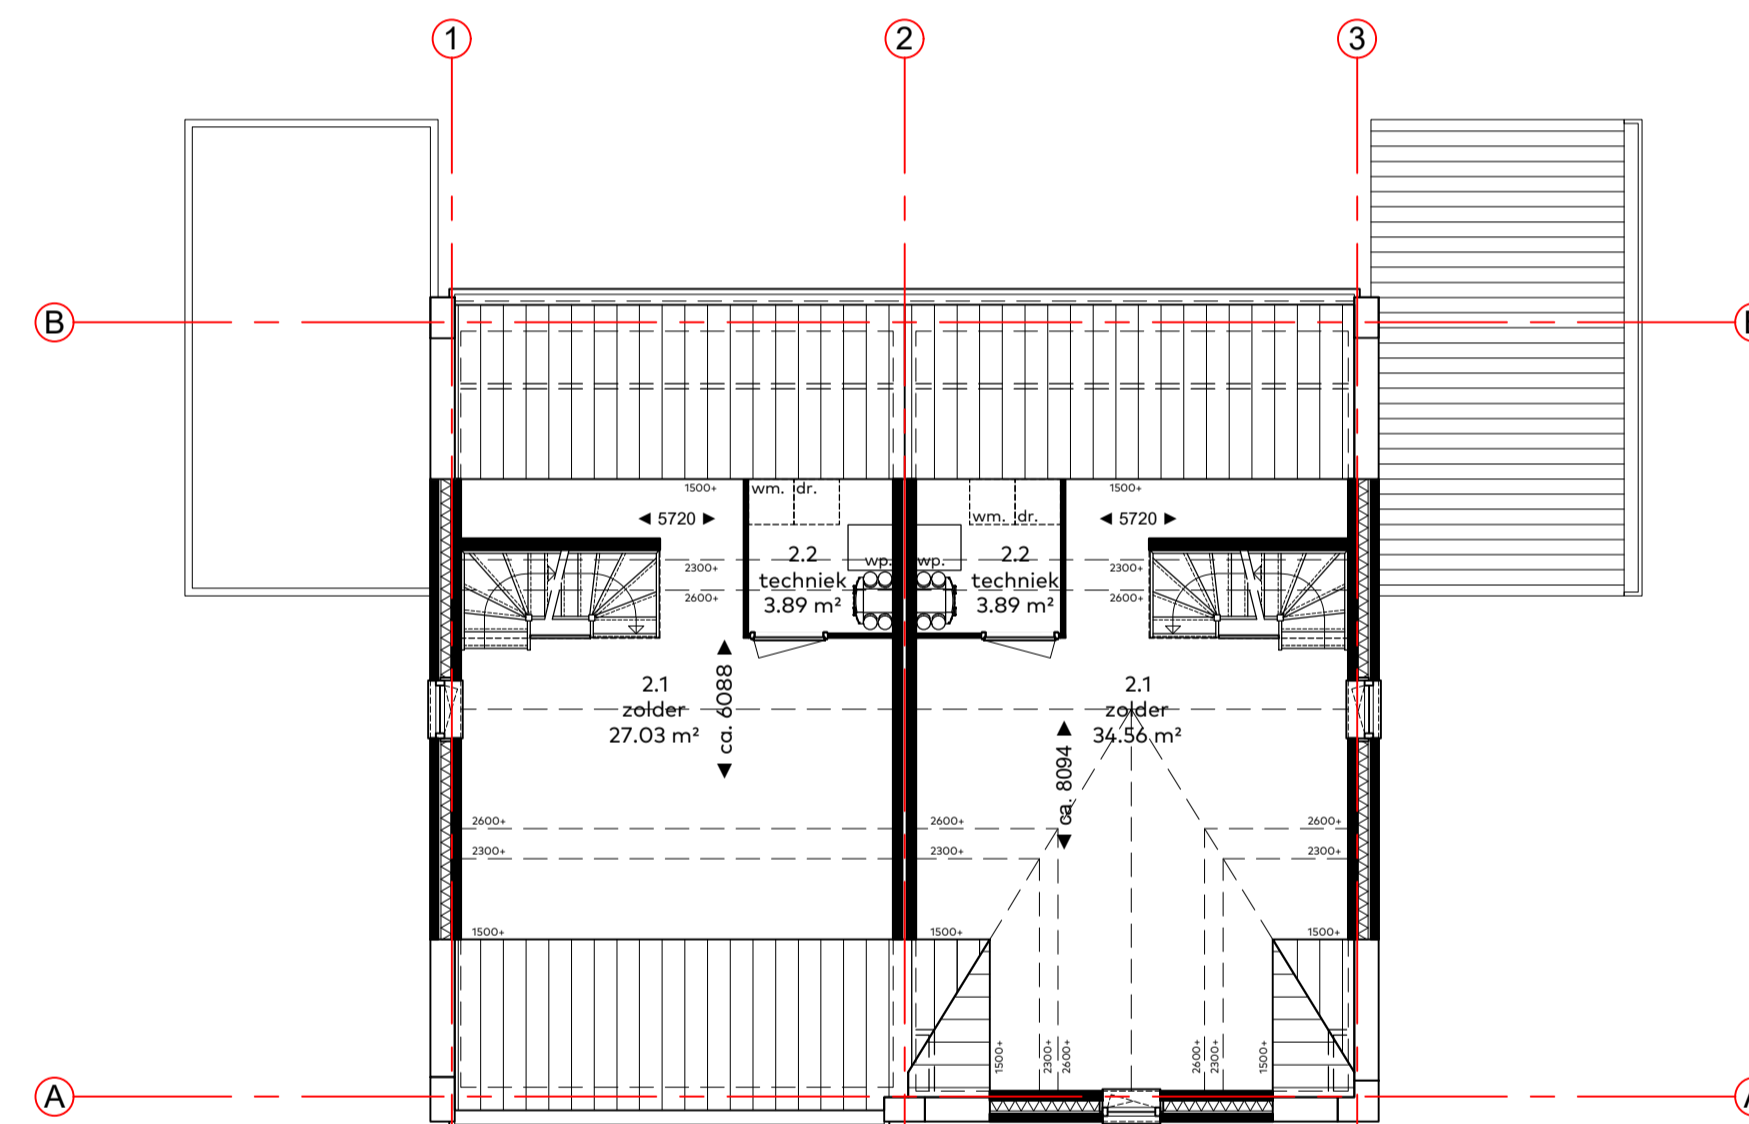 1 2 3
B
1500+ wm. dr. 1500+
◄ 5720 ► wm. dr. ◄ 5720 ►
2.2 2.2
2300+ techniek wp. wp. techniek 2300+
2600+ 3.89 m² 3.89 m² 2600+
2.1 2.1
zolder zolder
27.03 m² 34.56 m²
◄ ca. 6088 ►
◄ ca. 8094 ►
2600+ 2600+ 2600+
2300+ 2300+ 2300+
1500+ 1500+ 1500+
1500+ 2300+ 2600+ 2600+ 2300+ 1500+
A